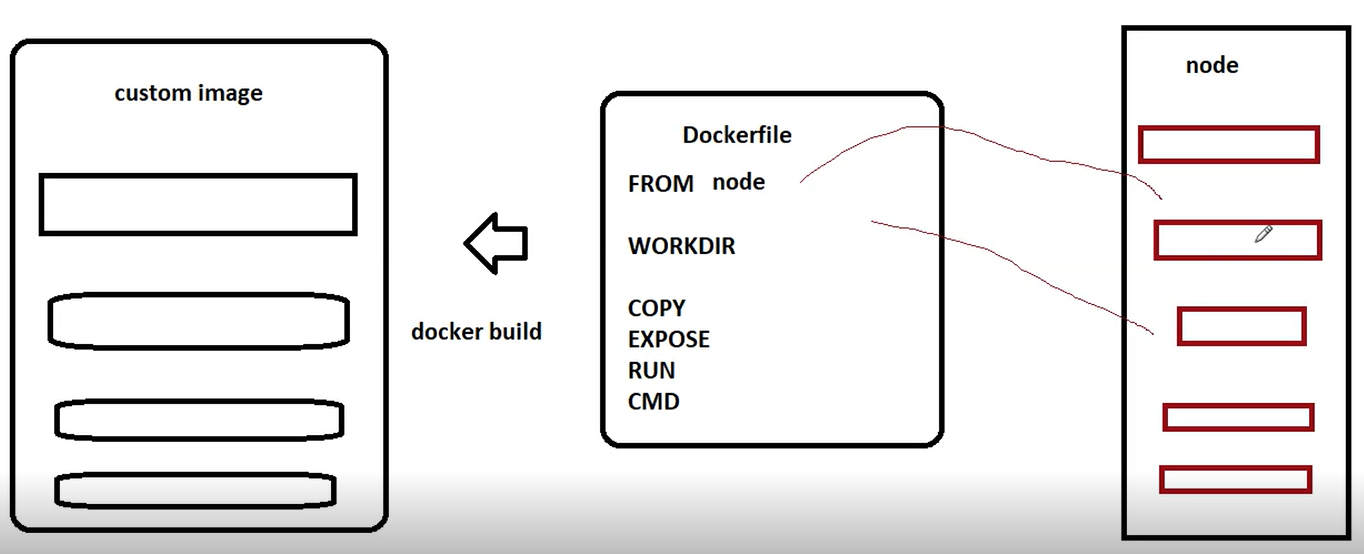 custom image
docker build
Dockerfile
FROM node
WORKDIR
COPY
EXPOSE
RUN
CMD
node